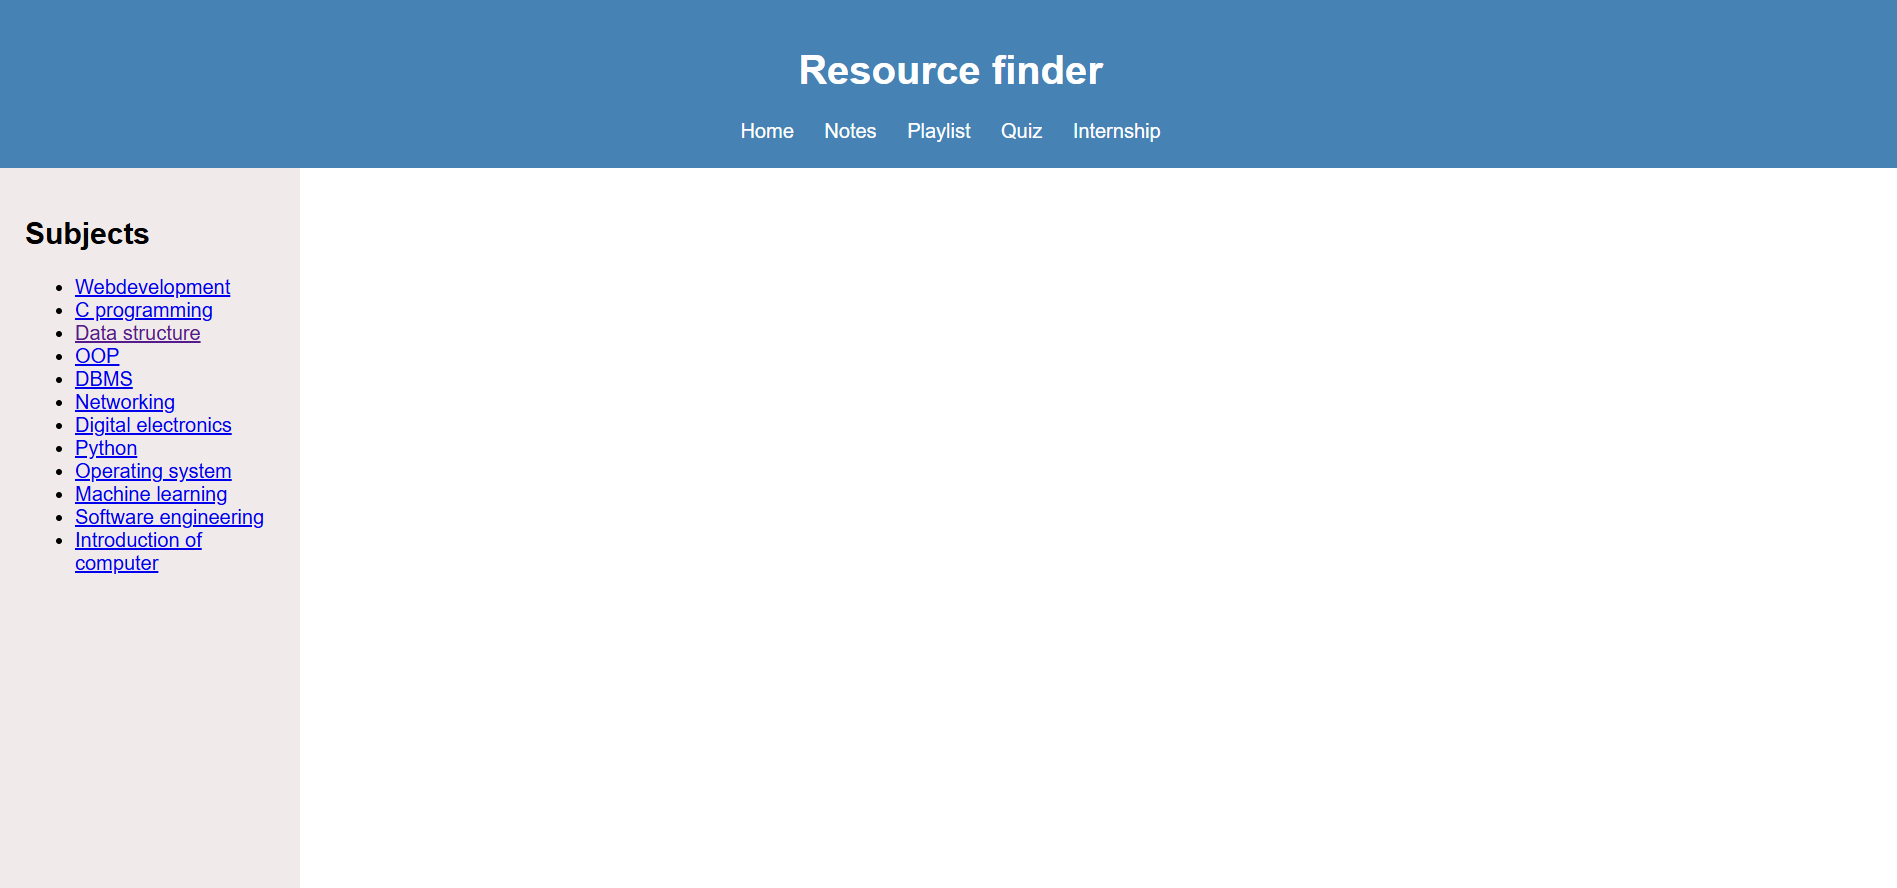 Resource finder
Home Notes Playlist Quiz Internship
Subjects
Webdevelopment
C programming
Data structure
OOP
DBMS
Networking
Digital electronics
Python
Operating system
Machine learning
Software engineering
Introduction of
computer